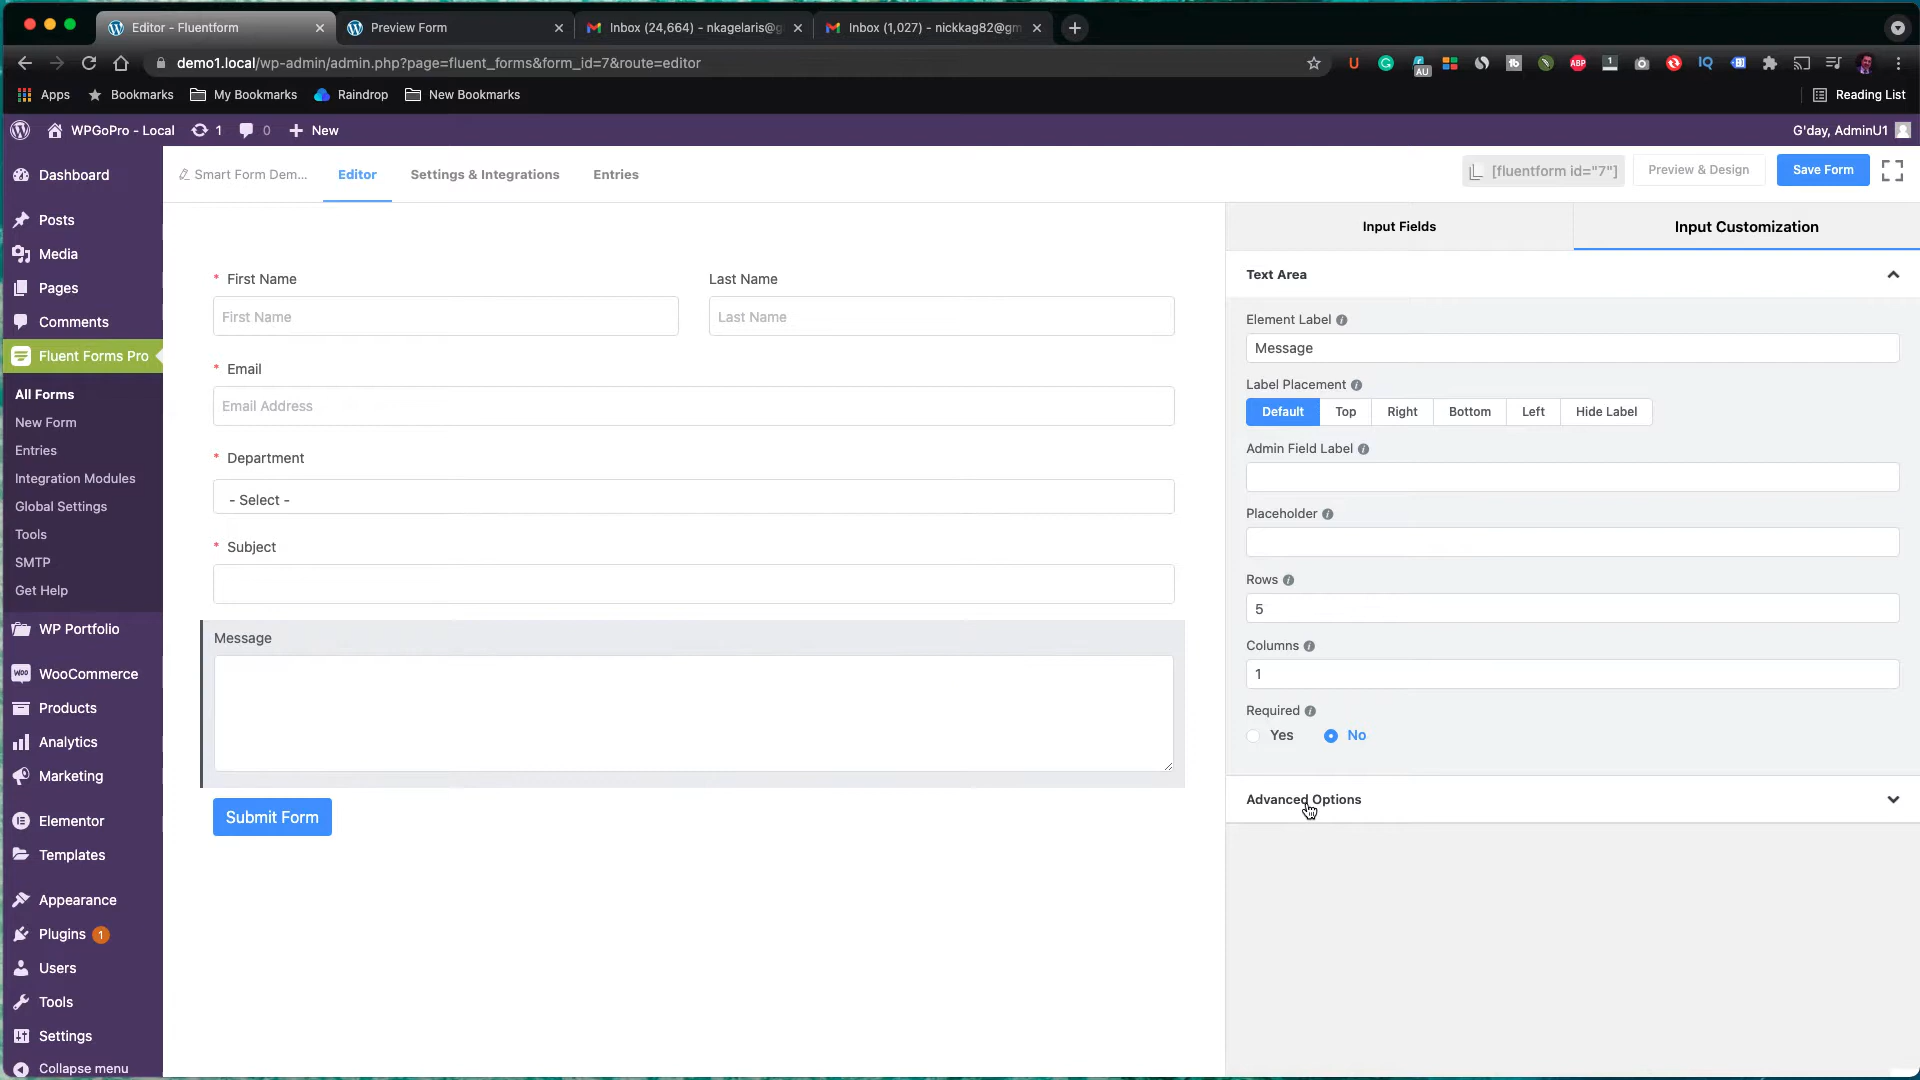 Editor - Fluentform
Preview Form
Inbox (24,664) - nkagelaris@g
Inbox (1,027) - nickkag82@gm
demo1.local/wp-admin/admin.php?page=fluent_forms&form_id=7&route=editor
Apps
Bookmarks
My Bookmarks
Raindrop
New Bookmarks
Reading List
WPGoPro - Local
1
0
New
G'day, AdminU1
Dashboard
Posts
Media
Pages
Comments
Fluent Forms Pro
All Forms
New Form
Entries
Integration Modules
Global Settings
Tools
SMTP
Get Help
WP Portfolio
WooCommerce
Products
Analytics
Marketing
Elementor
Templates
Appearance
Plugins 1
Users
Tools
Settings
Collapse menu
Smart Form Dem...
Editor
Settings & Integrations
Entries
[fluentform id="7"]
Preview & Design
Save Form
* First Name
First Name
Last Name
Last Name
* Email
Email Address
* Department
- Select -
* Subject
Message
Submit Form
Input Fields
Input Customization
Text Area
Element Label
Message
Label Placement
Default
Top
Right
Bottom
Left
Hide Label
Admin Field Label
Placeholder
Rows
5
Columns
1
Required
Yes
No
Advanced Options